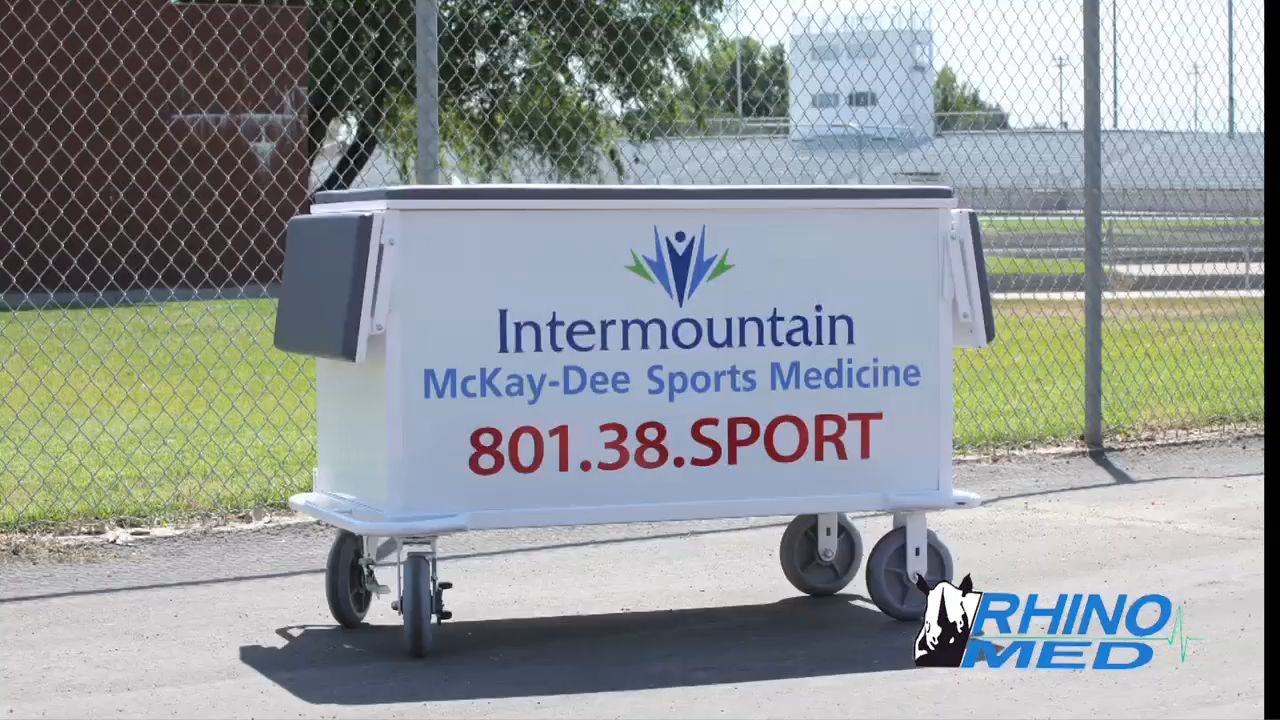 Intermountain
McKay-Dee Sports Medicine
801.38.SPORT
RHINO
MED